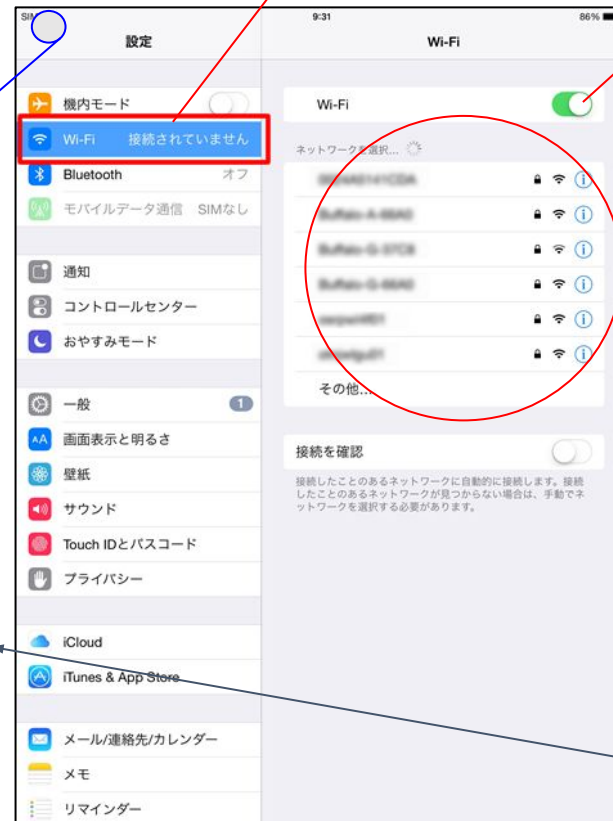 SIM
9:31
86%
設定
Wi-Fi
機内モード
Wi-Fi 接続されていません
Bluetooth オフ
モバイルデータ通信 SIMなし
通知
コントロールセンター
おやすみモード
一般 1
画面表示と明るさ
壁紙
サウンド
Touch IDとパスコード
プライバシー
iCloud
iTunes & App Store
メール/連絡先/カレンダー
メモ
リマインダー
Wi-Fi
ネットワークを選択...
その他...
接続を確認
接続したことのあるネットワークに自動的に接続します。接続
したことのあるネットワークが見つからない場合は、手動でネ
ットワークを選択する必要があります。